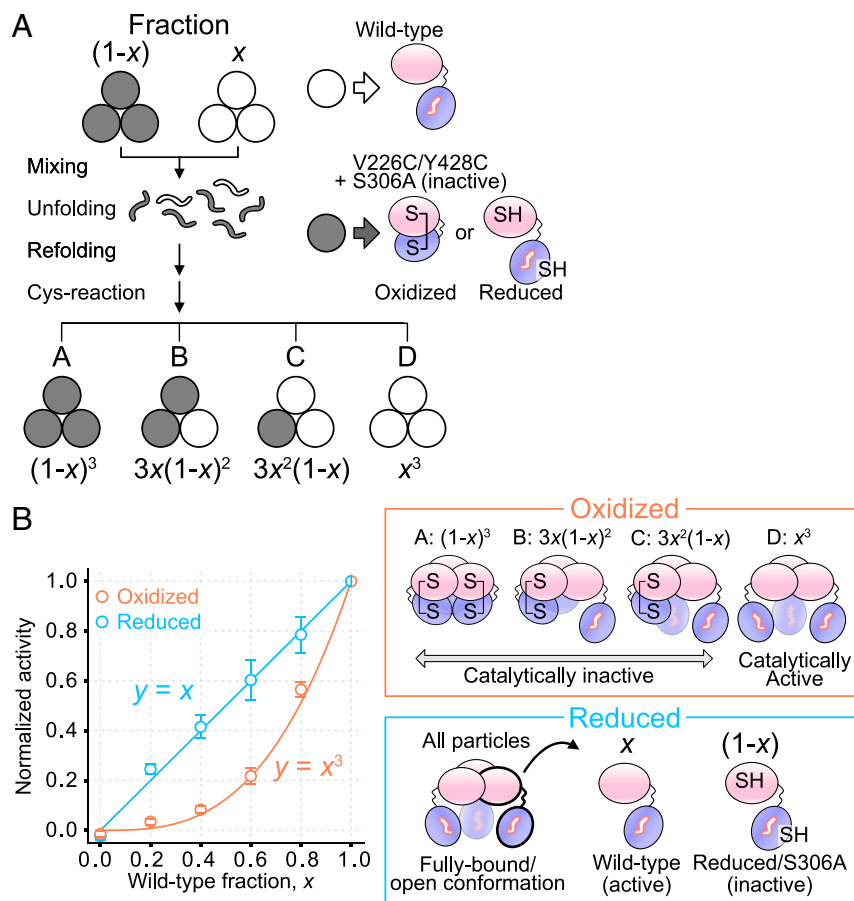 A
Fraction
(1-x)
x
Wild-type
Mixing
Unfolding
Refolding
Cys-reaction
V226C/Y428C
+ S306A (inactive)
S
S
or
SH
SH
Oxidized
Reduced
A
B
C
D
(1-x)³
3x(1-x)²
3x²(1-x)
x³
B
Normalized activity
1.0
0.8
0.6
0.4
0.2
0.0
Oxidized
Reduced
y = x
y = x³
0.0 0.2 0.4 0.6 0.8 1.0
Wild-type fraction, x
Oxidized
A: (1-x)³ B: 3x(1-x)² C: 3x²(1-x) D: x³
S S S S
S S S S
Catalytically inactive
Catalytically
Active
Reduced
All particles
x
(1-x)
SH
SH
Fully-bound/
open conformation
Wild-type
(active)
Reduced/S306A
(inactive)